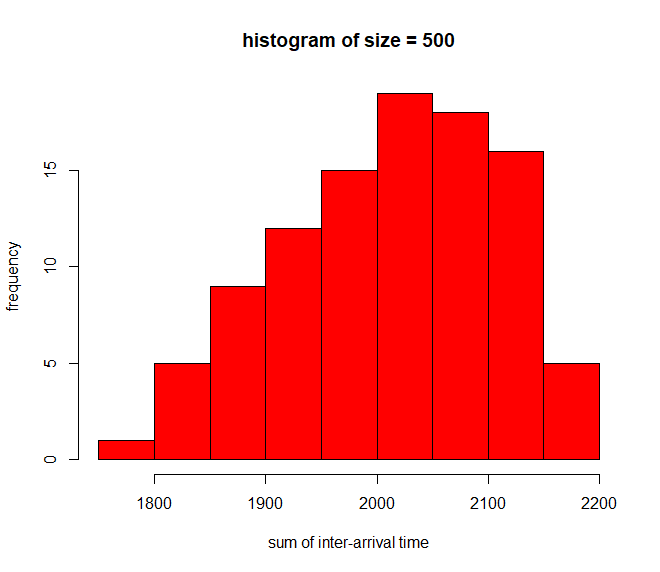 histogram of size = 500
frequency
15
10
5
0
1800 1900 2000 2100 2200
sum of inter-arrival time